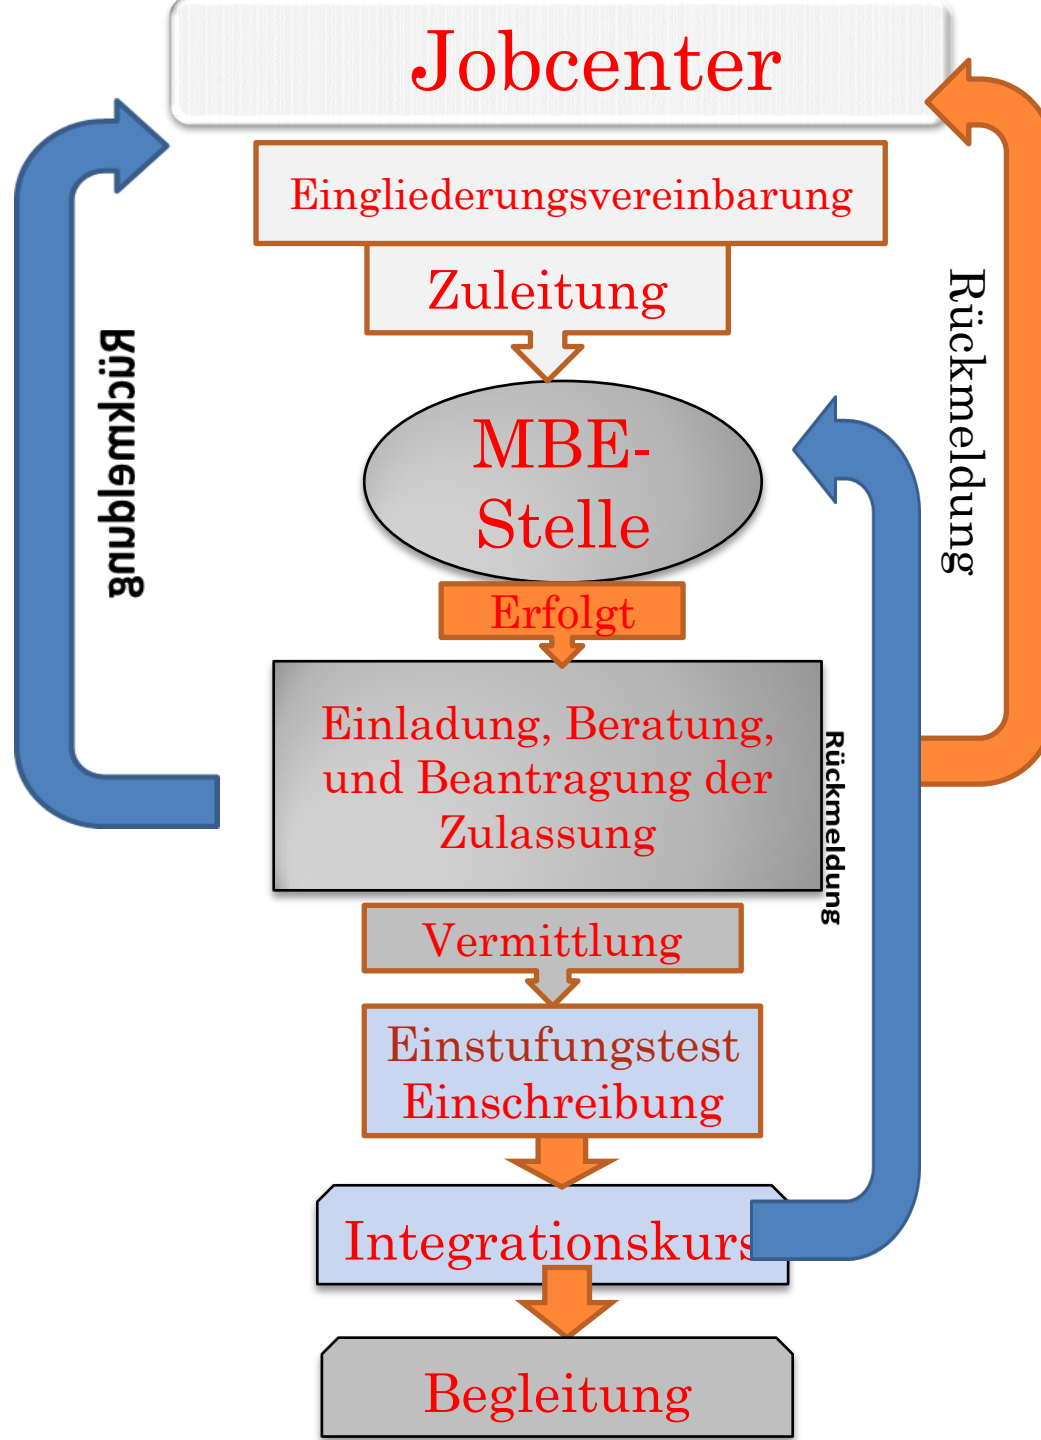 Jobcenter
Eingliederungsvereinbarung
Zuleitung
Rückmeldung
Rückmeldung
MBE-
Stelle
Erfolgt
Einladung, Beratung,
und Beantragung der
Zulassung
Rückmeldung
Vermittlung
Einstufungstest
Einschreibung
Integrationskurs
Begleitung